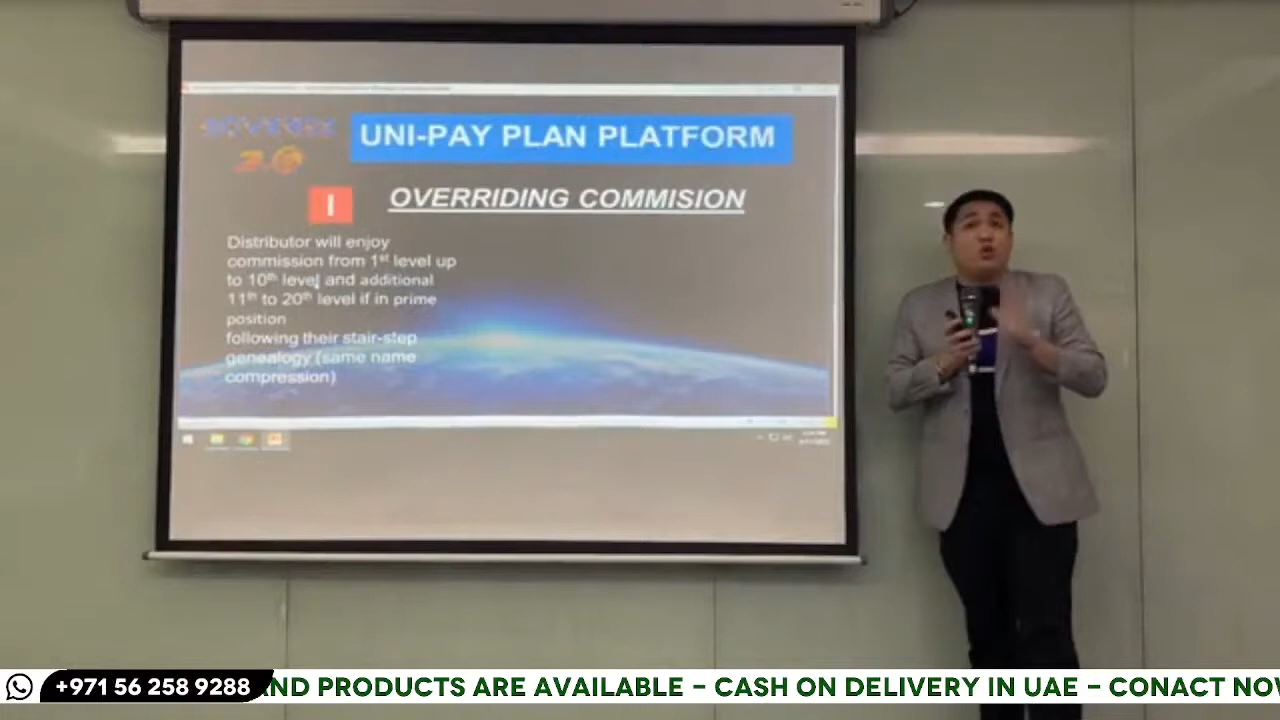 UNI-PAY PLAN PLATFORM
2.0
I
OVERRIDING COMMISION
Distributor will enjoy
commission from 1st level up
to 10th level and additional
11th to 20th level if in prime
position
following their stair-step
genealogy (same name
compression)
+971 56 258 9288
ND PRODUCTS ARE AVAILABLE - CASH ON DELIVERY IN UAE - CONACT NOW